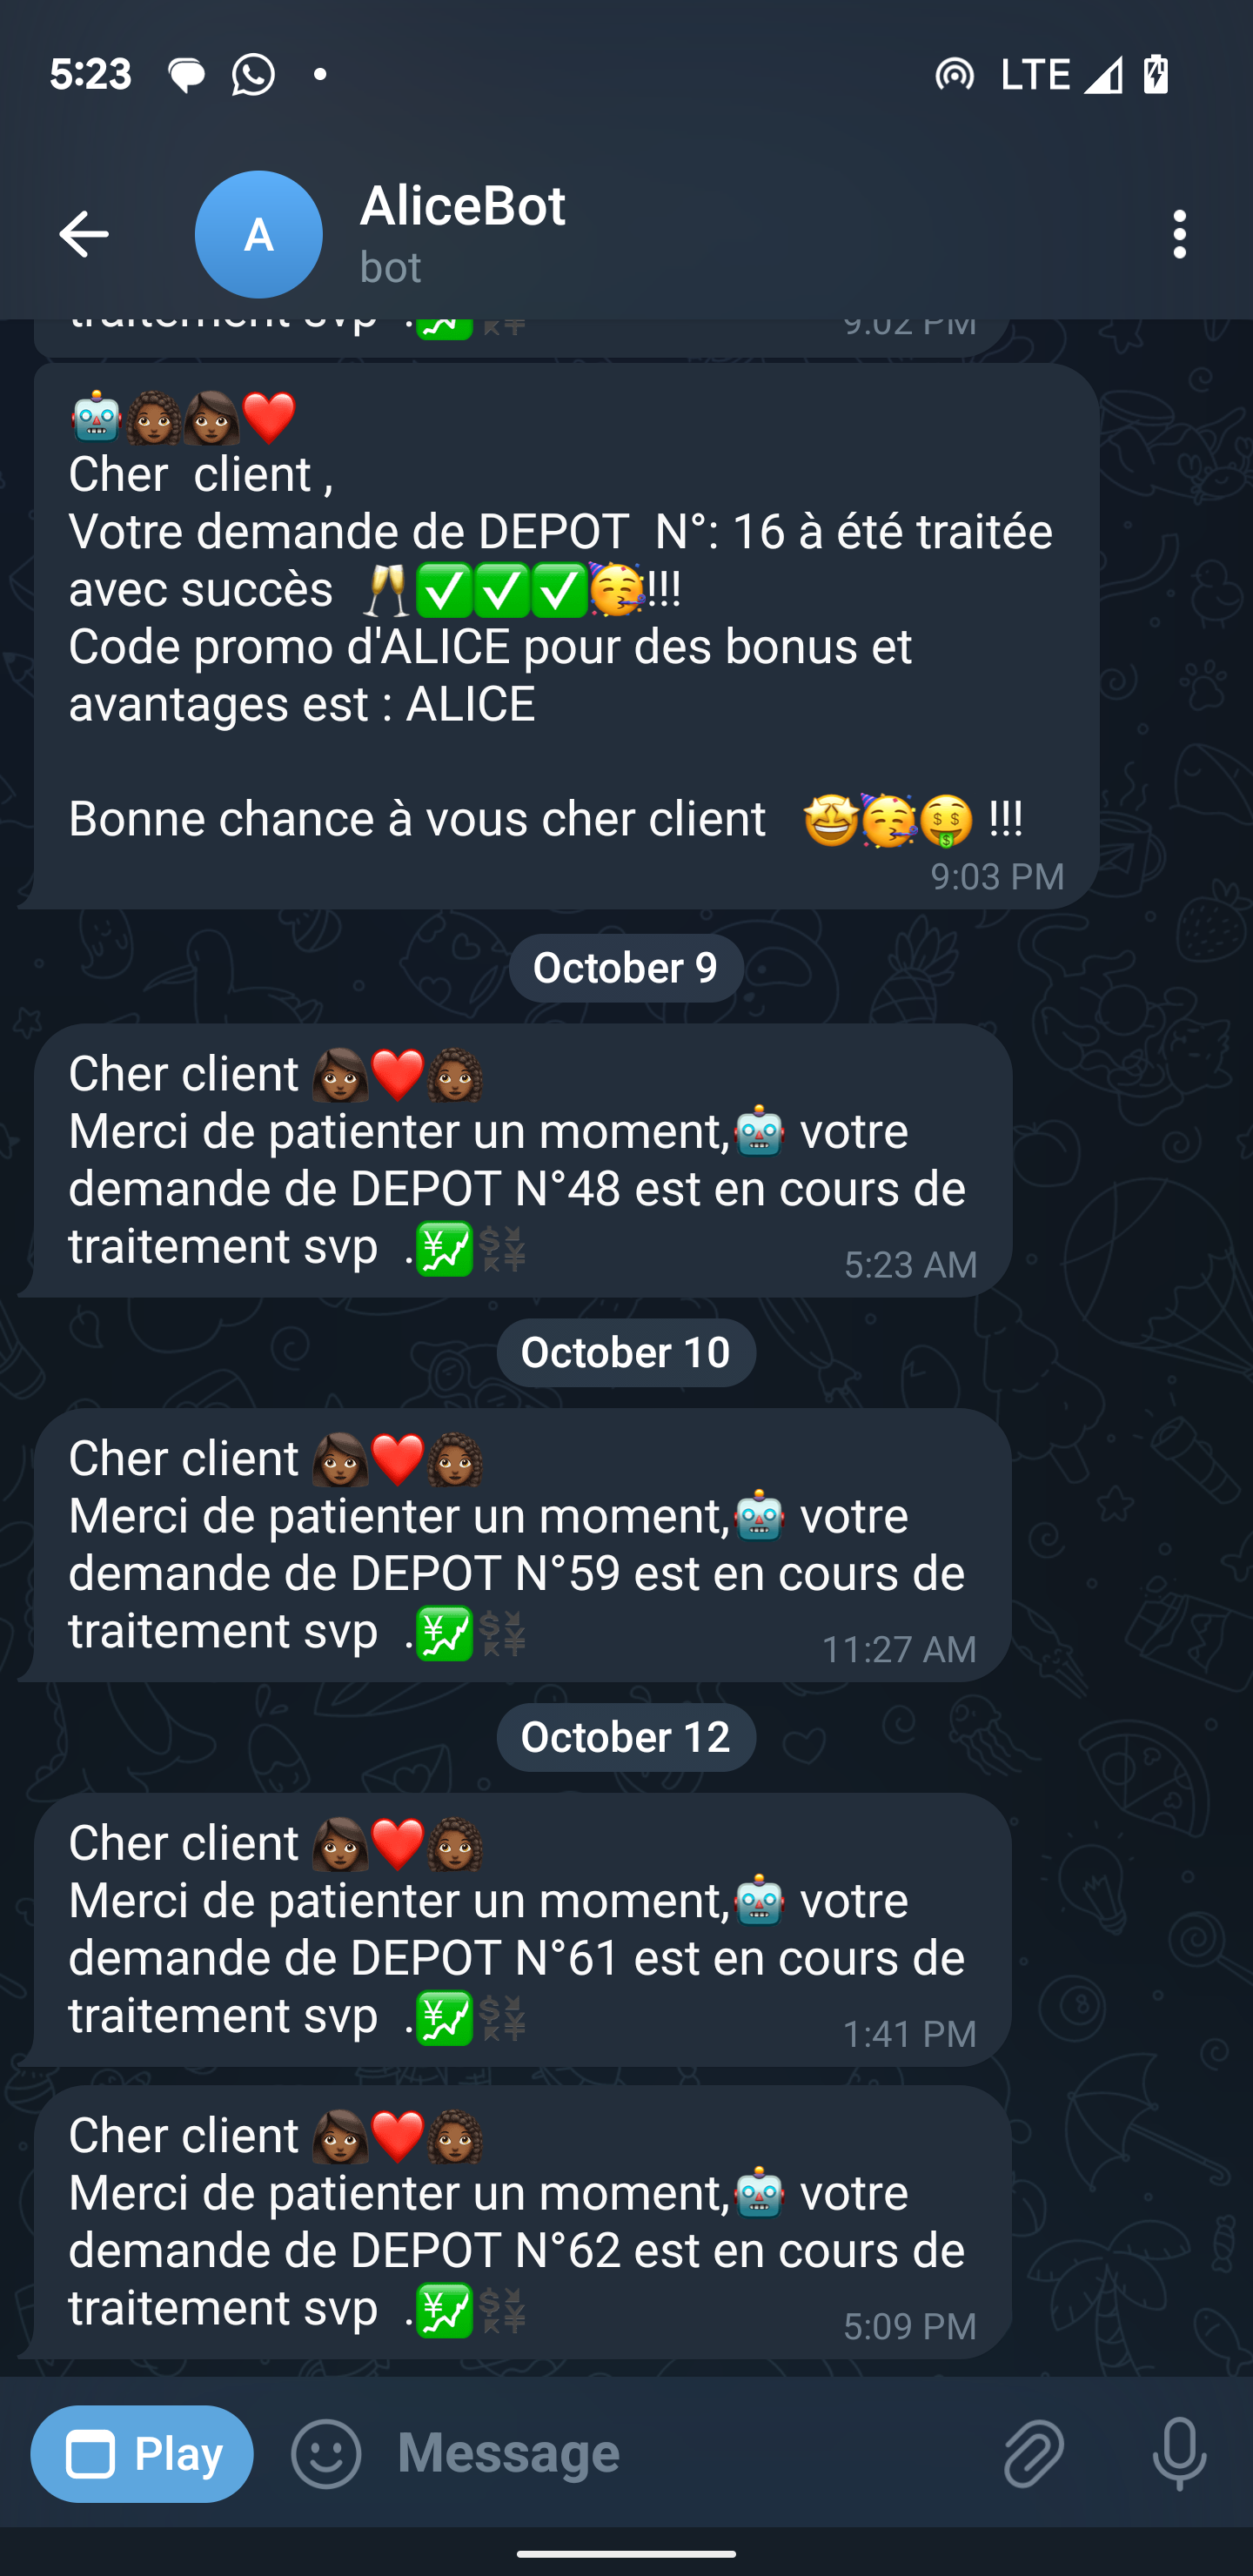 5:23
LTE
A
AliceBot
bot
traitement svp .💹💱
9:02 PM
🤖👩🏾‍🦱👩🏾❤️
Cher client ,
Votre demande de DEPOT N°: 16 à été traitée
avec succès 🥂✅✅✅🥳!!!
Code promo d'ALICE pour des bonus et
avantages est : ALICE
Bonne chance à vous cher client 🤩🥳🤑 !!!
9:03 PM
October 9
Cher client 👩🏾❤️👩🏾‍🦱
Merci de patienter un moment,🤖 votre
demande de DEPOT N°48 est en cours de
traitement svp .💹💱
5:23 AM
October 10
Cher client 👩🏾❤️👩🏾‍🦱
Merci de patienter un moment,🤖 votre
demande de DEPOT N°59 est en cours de
traitement svp .💹💱
11:27 AM
October 12
Cher client 👩🏾❤️👩🏾‍🦱
Merci de patienter un moment,🤖 votre
demande de DEPOT N°61 est en cours de
traitement svp .💹💱
1:41 PM
Cher client 👩🏾❤️👩🏾‍🦱
Merci de patienter un moment,🤖 votre
demande de DEPOT N°62 est en cours de
traitement svp .💹💱
5:09 PM
Play
Message